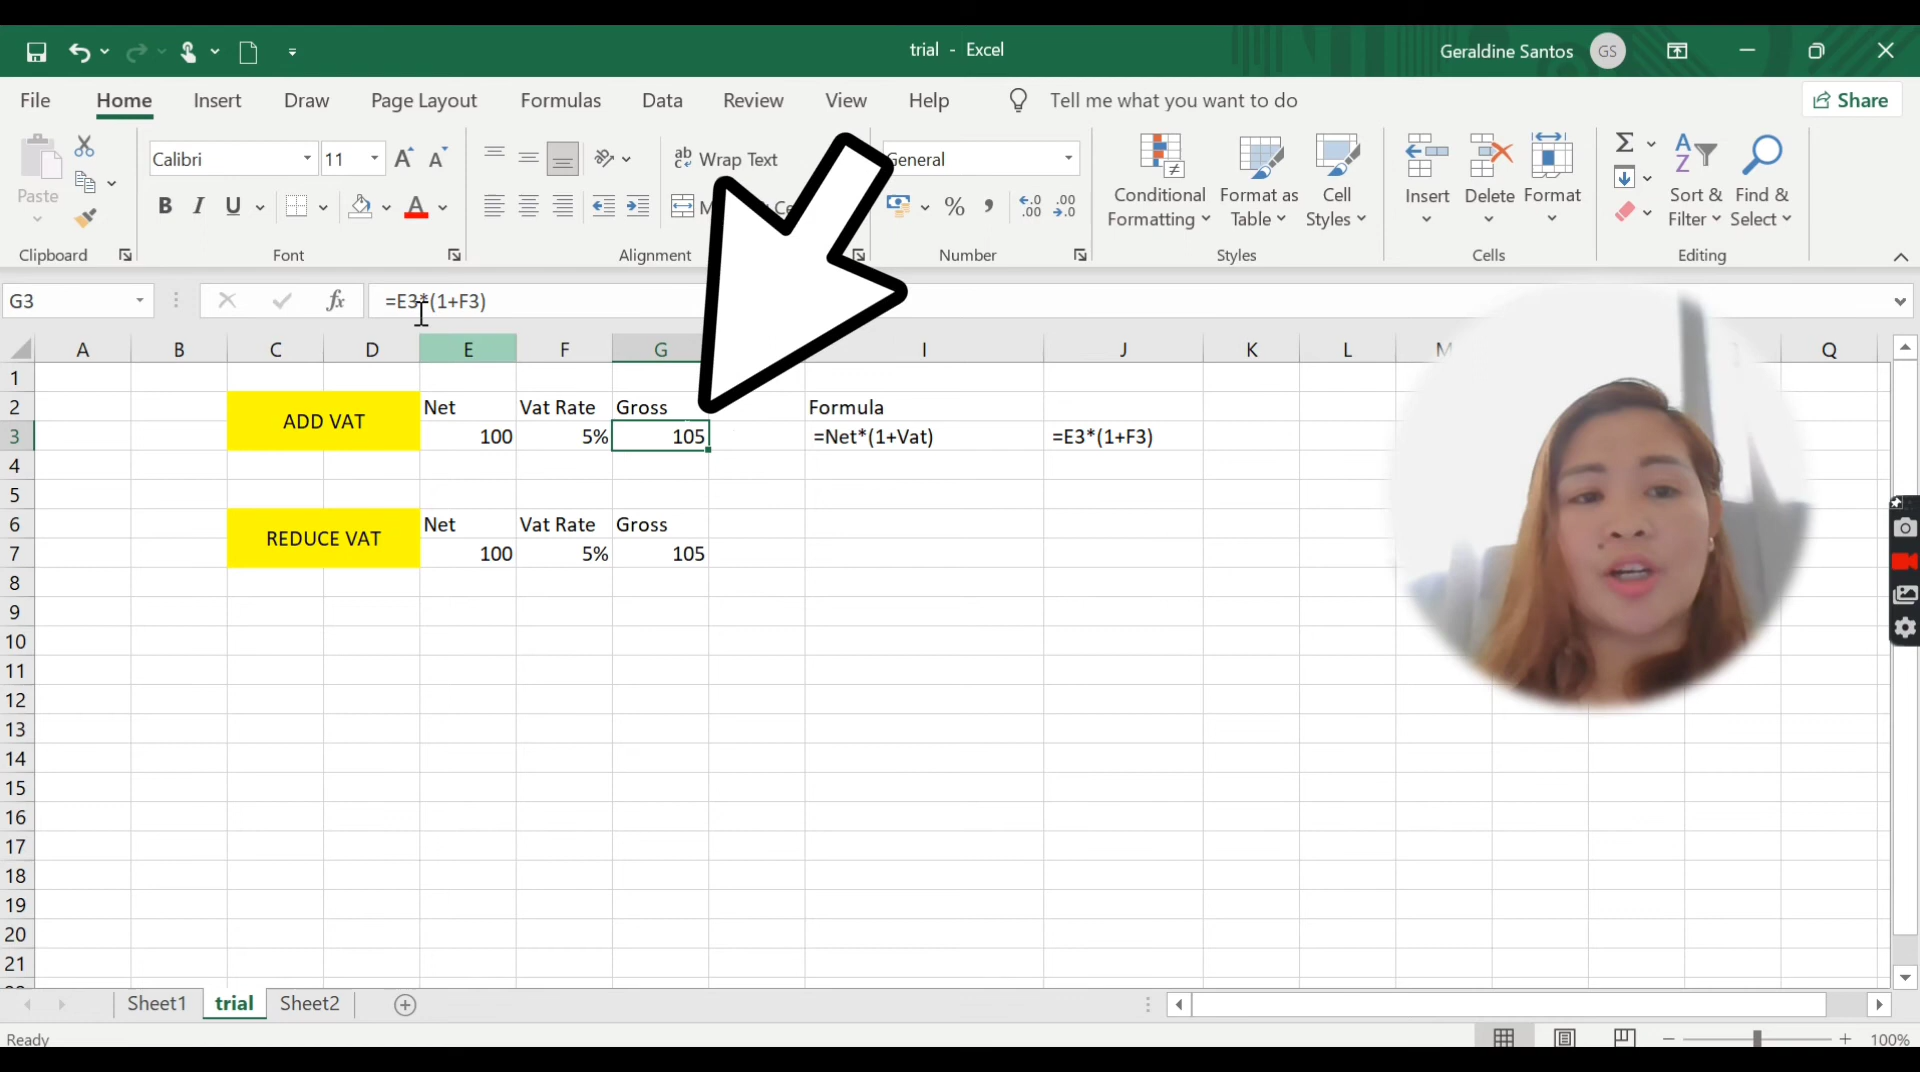 trial - Excel
Geraldine Santos GS
File Home Insert Draw Page Layout Formulas Data Review View Help Tell me what you want to do Share
Paste
Calibri 11
B I U
Wrap Text
General
% ,
Conditional Formatting
Format as Table
Cell Styles
Insert Delete Format
Sort & Filter
Find & Select
Clipboard Font Alignment Number Styles Cells Editing
G3 fx =E3*(1+F3)
A B C D E F G I J K L M Q
1
2 ADD VAT Net Vat Rate Gross Formula
3 100 5% 105 =Net*(1+Vat) =E3*(1+F3)
4
5
6 REDUCE VAT Net Vat Rate Gross
7 100 5% 105
8
9
10
11
12
13
14
15
16
17
18
19
20
21
Sheet1 trial Sheet2
Ready 100%